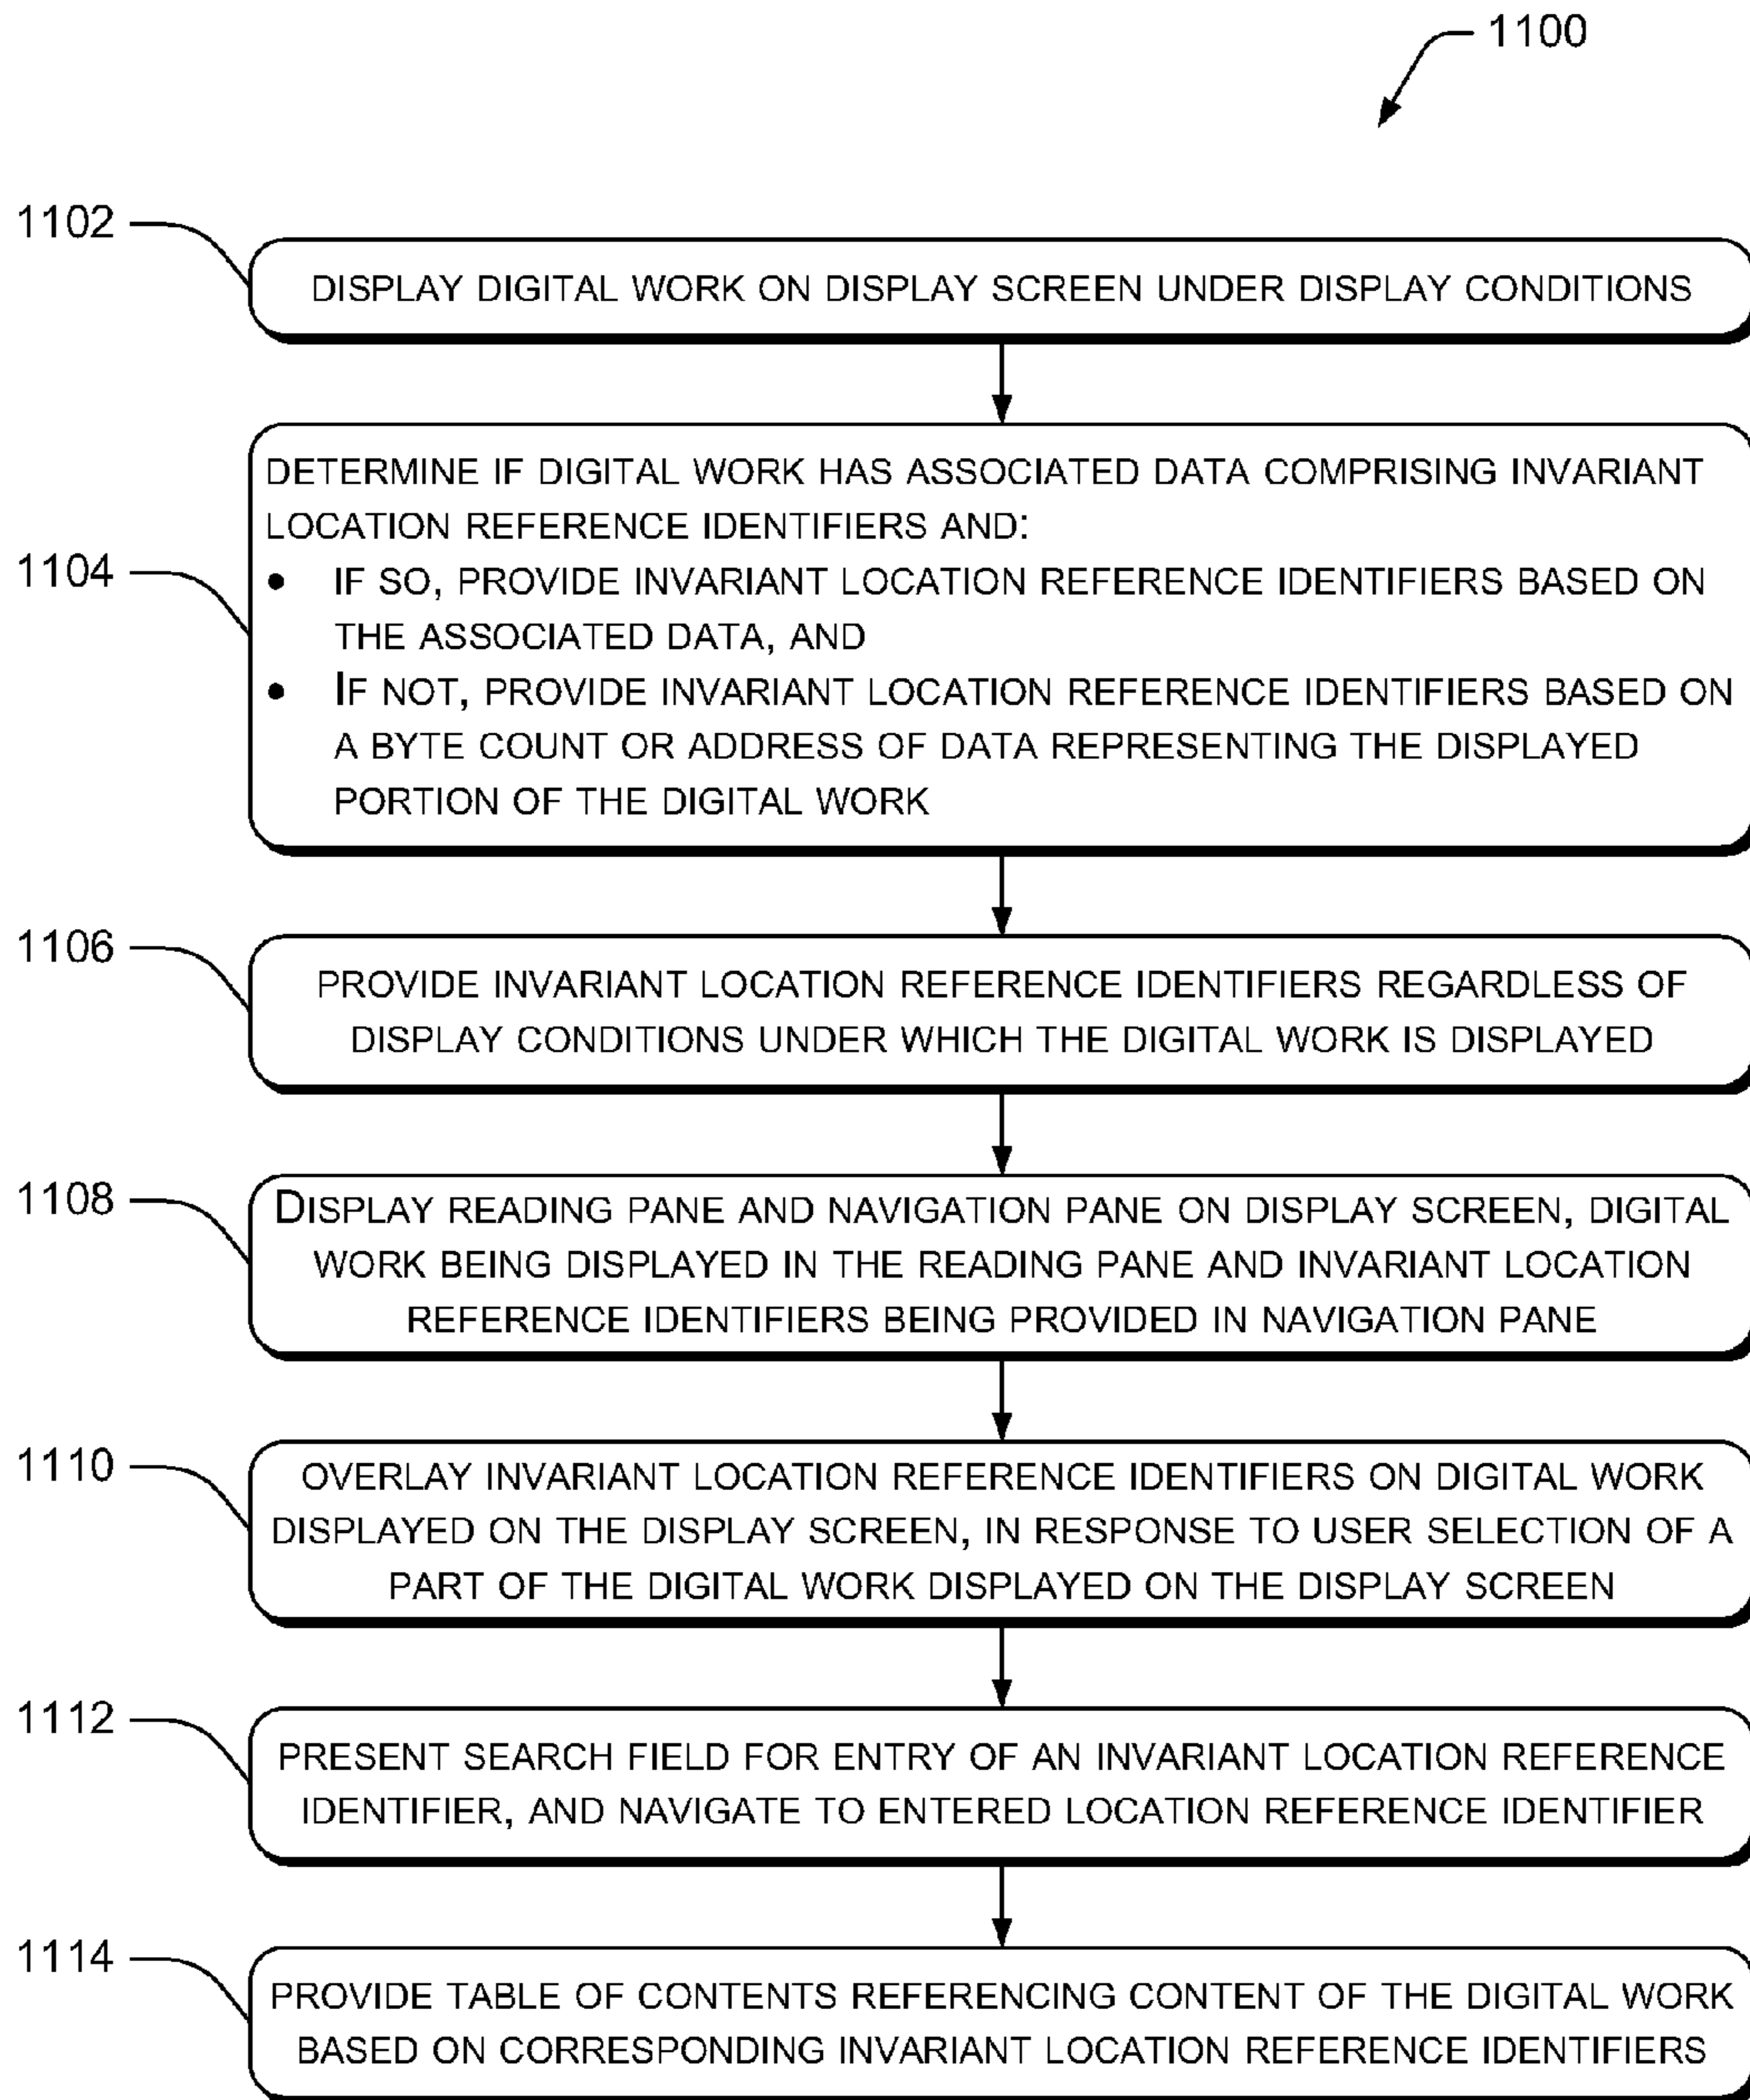 1100
1102
DISPLAY DIGITAL WORK ON DISPLAY SCREEN UNDER DISPLAY CONDITIONS
1104
DETERMINE IF DIGITAL WORK HAS ASSOCIATED DATA COMPRISING INVARIANT
LOCATION REFERENCE IDENTIFIERS AND:
• IF SO, PROVIDE INVARIANT LOCATION REFERENCE IDENTIFIERS BASED ON
THE ASSOCIATED DATA, AND
• IF NOT, PROVIDE INVARIANT LOCATION REFERENCE IDENTIFIERS BASED ON
A BYTE COUNT OR ADDRESS OF DATA REPRESENTING THE DISPLAYED
PORTION OF THE DIGITAL WORK
1106
PROVIDE INVARIANT LOCATION REFERENCE IDENTIFIERS REGARDLESS OF
DISPLAY CONDITIONS UNDER WHICH THE DIGITAL WORK IS DISPLAYED
1108
DISPLAY READING PANE AND NAVIGATION PANE ON DISPLAY SCREEN, DIGITAL
WORK BEING DISPLAYED IN THE READING PANE AND INVARIANT LOCATION
REFERENCE IDENTIFIERS BEING PROVIDED IN NAVIGATION PANE
1110
OVERLAY INVARIANT LOCATION REFERENCE IDENTIFIERS ON DIGITAL WORK
DISPLAYED ON THE DISPLAY SCREEN, IN RESPONSE TO USER SELECTION OF A
PART OF THE DIGITAL WORK DISPLAYED ON THE DISPLAY SCREEN
1112
PRESENT SEARCH FIELD FOR ENTRY OF AN INVARIANT LOCATION REFERENCE
IDENTIFIER, AND NAVIGATE TO ENTERED LOCATION REFERENCE IDENTIFIER
1114
PROVIDE TABLE OF CONTENTS REFERENCING CONTENT OF THE DIGITAL WORK
BASED ON CORRESPONDING INVARIANT LOCATION REFERENCE IDENTIFIERS